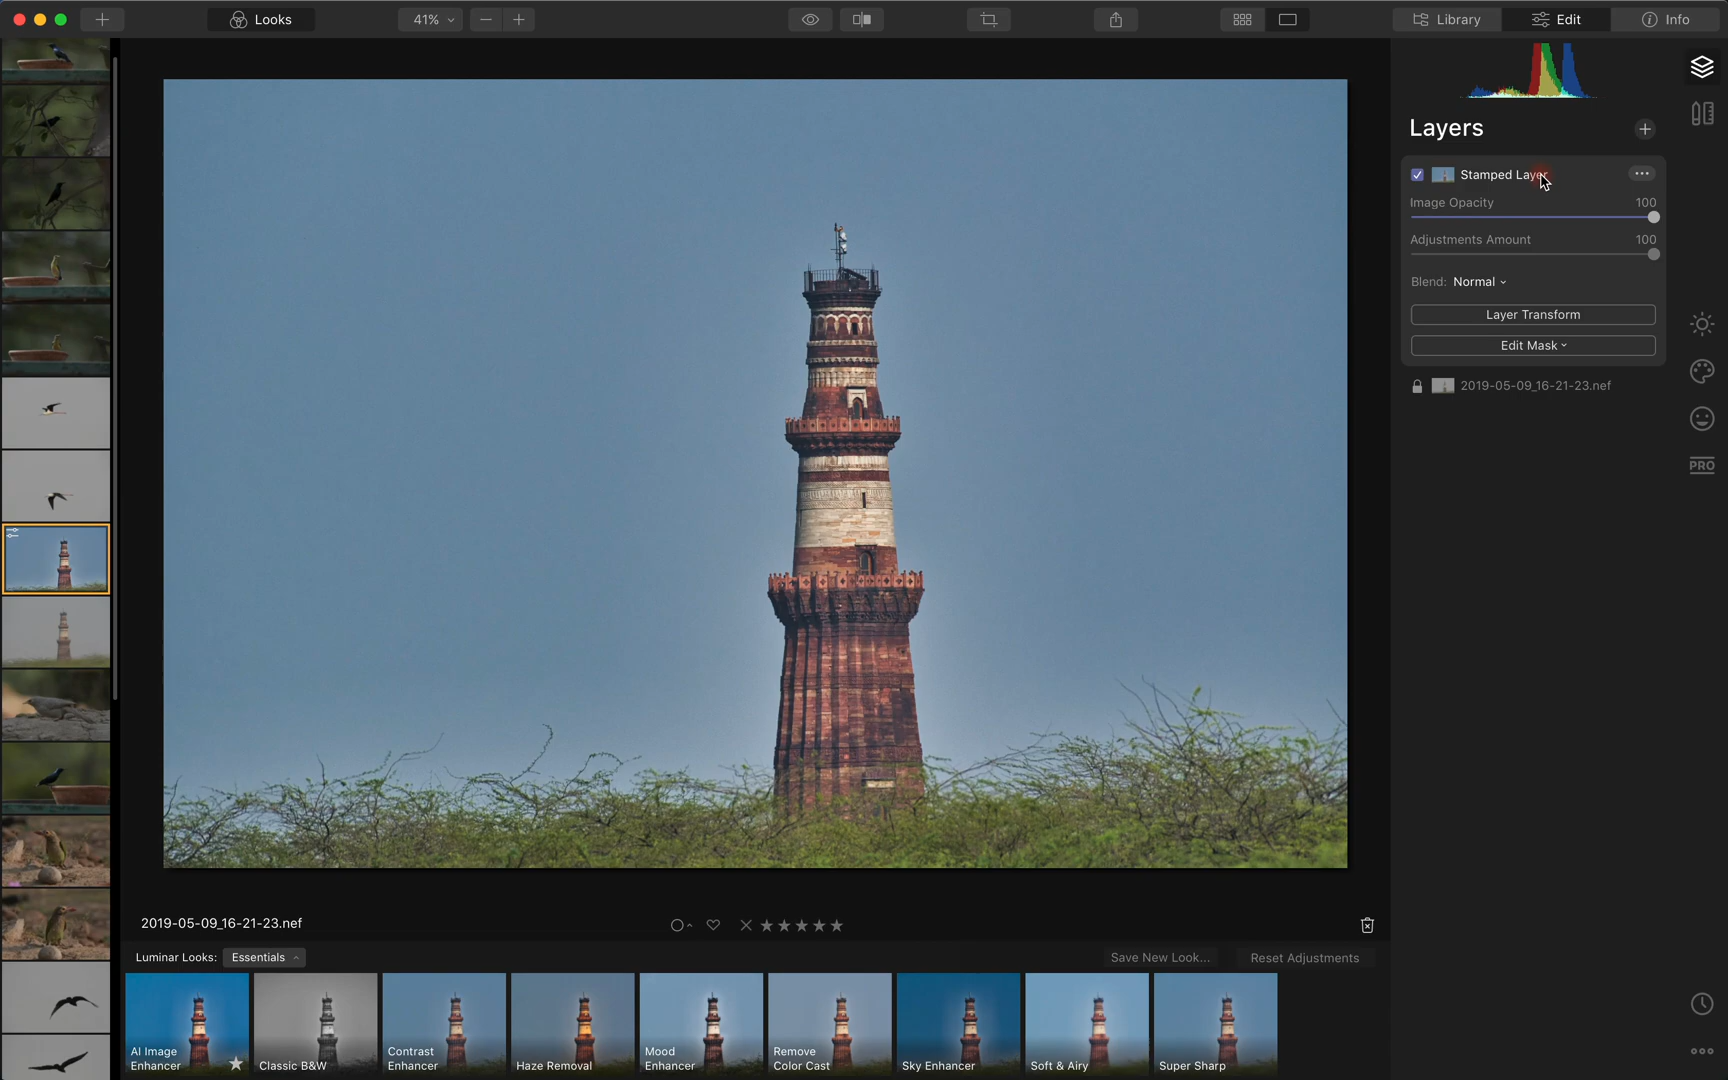 Looks
41%
Library
Edit
Info
Layers
Stamped Layer
Image Opacity 100
Adjustments Amount 100
Blend: Normal
Layer Transform
Edit Mask
2019-05-09_16-21-23.nef
PRO
2019-05-09_16-21-23.nef
Luminar Looks: Essentials
Save New Look...
Reset Adjustments
AI Image
Enhancer
Classic B&W
Contrast
Enhancer
Haze Removal
Mood
Enhancer
Remove
Color Cast
Sky Enhancer
Soft & Airy
Super Sharp